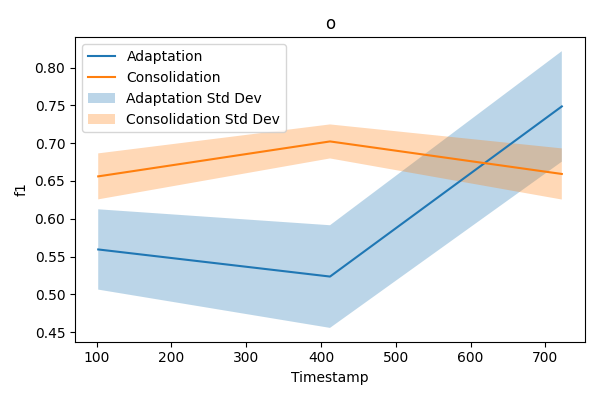 o
Adaptation
Consolidation
Adaptation Std Dev
Consolidation Std Dev
f1
0.80
0.75
0.70
0.65
0.60
0.55
0.50
0.45
100 200 300 400 500 600 700
Timestamp